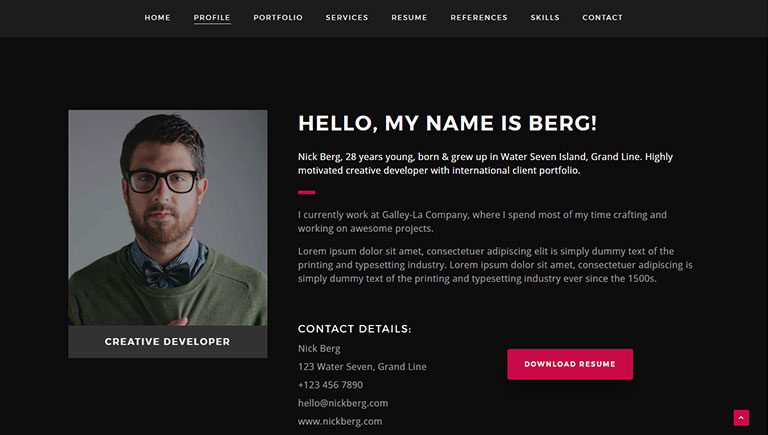 HOME PROFILE PORTFOLIO SERVICES RESUME REFERENCES SKILLS CONTACT
HELLO, MY NAME IS BERG!
Nick Berg, 28 years young, born & grew up in Water Seven Island, Grand Line. Highly
motivated creative developer with international client portfolio.
I currently work at Galley-La Company, where I spend most of my time crafting and
working on awesome projects.
Lorem ipsum dolor sit amet, consectetuer adipiscing elit is simply dummy text of the
printing and typesetting industry. Lorem ipsum dolor sit amet, consectetuer adipiscing is
simply dummy text of the printing and typesetting industry ever since the 1500s.
CREATIVE DEVELOPER
CONTACT DETAILS:
Nick Berg
123 Water Seven, Grand Line
+123 456 7890
hello@nickberg.com
www.nickberg.com
DOWNLOAD RESUME